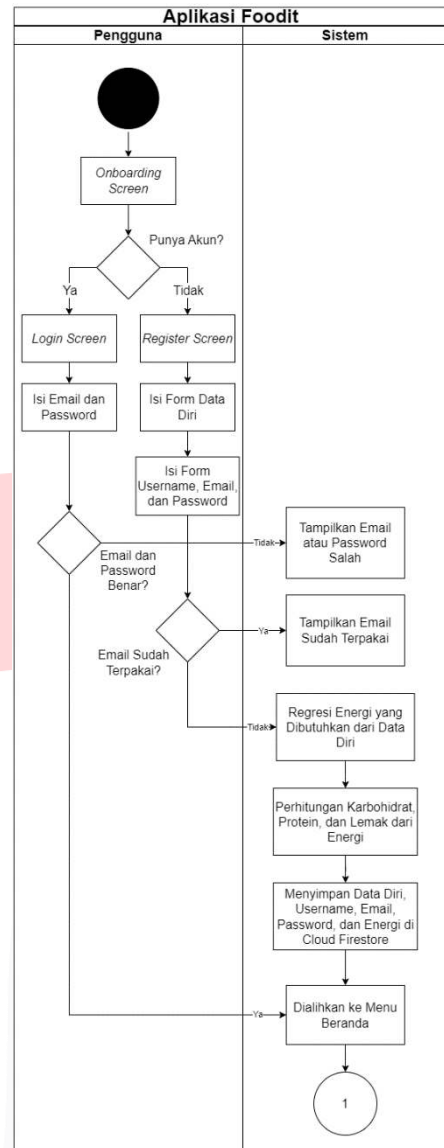 Aplikasi Foodit
Pengguna
Sistem
Onboarding
Screen
Punya Akun?
Ya
Tidak
Login Screen
Register Screen
Isi Email dan
Password
Isi Form Data
Diri
Isi Form
Username, Email,
dan Password
Email dan
Password
Benar?
Tidak
Tampilkan Email
atau Password
Salah
Email Sudah
Terpakai?
Ya
Tampilkan Email
Sudah Terpakai
Tidak
Regresi Energi yang
Dibutuhkan dari Data
Diri
Perhitungan Karbohidrat,
Protein, dan Lemak dari
Energi
Menyimpan Data Diri,
Username, Email,
Password, dan Energi di
Cloud Firestore
Ya
Dialihkan ke Menu
Beranda
1